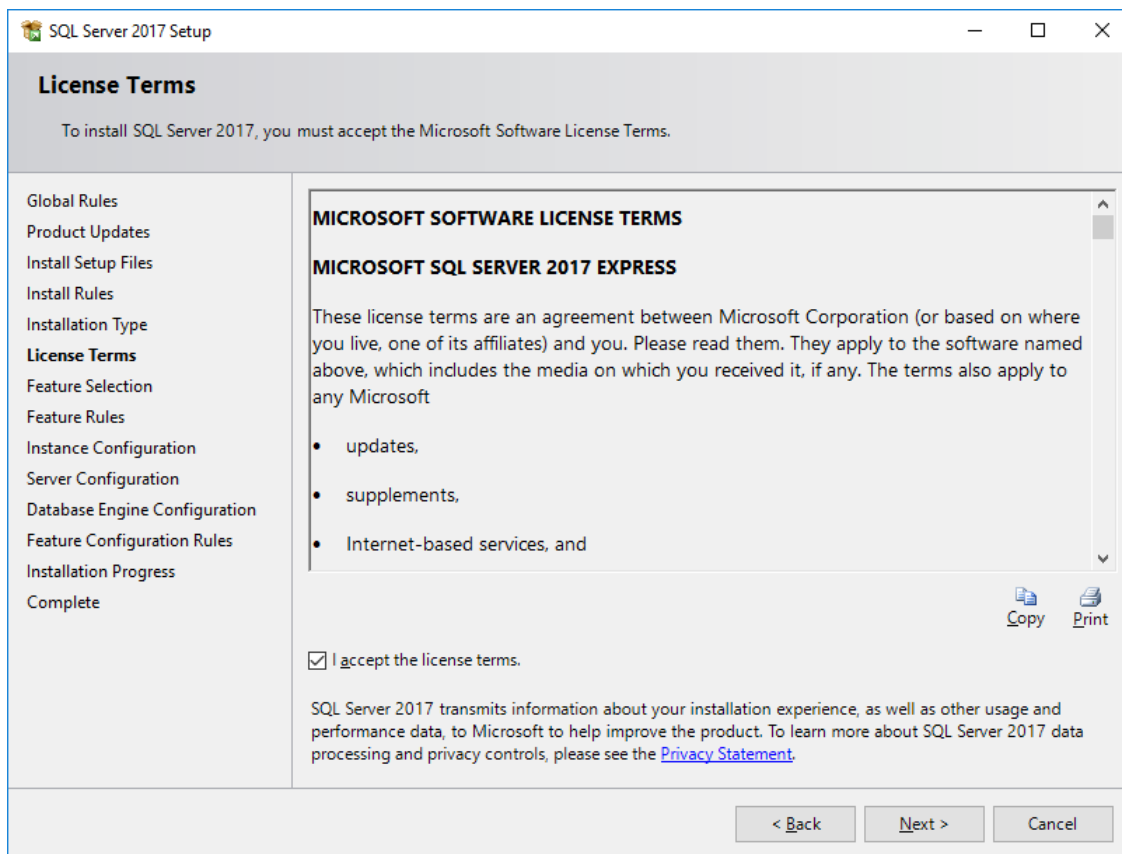 SQL Server 2017 Setup
License Terms
To install SQL Server 2017, you must accept the Microsoft Software License Terms.
Global Rules
Product Updates
Install Setup Files
Install Rules
Installation Type
License Terms
Feature Selection
Feature Rules
Instance Configuration
Server Configuration
Database Engine Configuration
Feature Configuration Rules
Installation Progress
Complete
MICROSOFT SOFTWARE LICENSE TERMS
MICROSOFT SQL SERVER 2017 EXPRESS
These license terms are an agreement between Microsoft Corporation (or based on where
you live, one of its affiliates) and you. Please read them. They apply to the software named
above, which includes the media on which you received it, if any. The terms also apply to
any Microsoft
• updates,
• supplements,
• Internet-based services, and
Copy Print
I accept the license terms.
SQL Server 2017 transmits information about your installation experience, as well as other usage and
performance data, to Microsoft to help improve the product. To learn more about SQL Server 2017 data
processing and privacy controls, please see the Privacy Statement.
< Back Next > Cancel